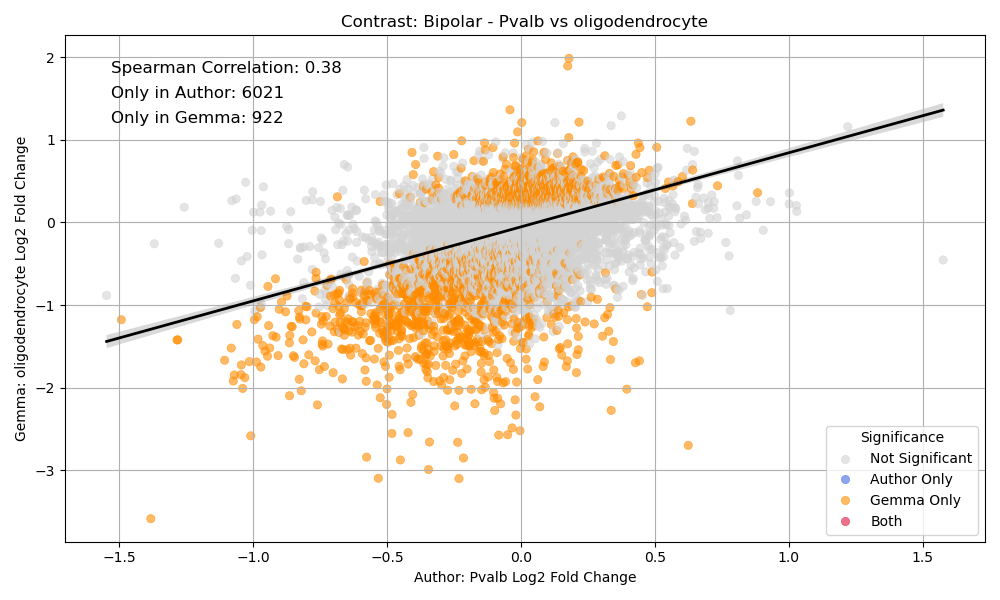 Contrast: Bipolar - Pvalb vs oligodendrocyte
Spearman Correlation: 0.38
Only in Author: 6021
Only in Gemma: 922
Gemma: oligodendrocyte Log2 Fold Change
2
1
0
−1
−2
−3
Significance
Not Significant
Author Only
Gemma Only
Both
−1.5 −1.0 −0.5 0.0 0.5 1.0 1.5
Author: Pvalb Log2 Fold Change